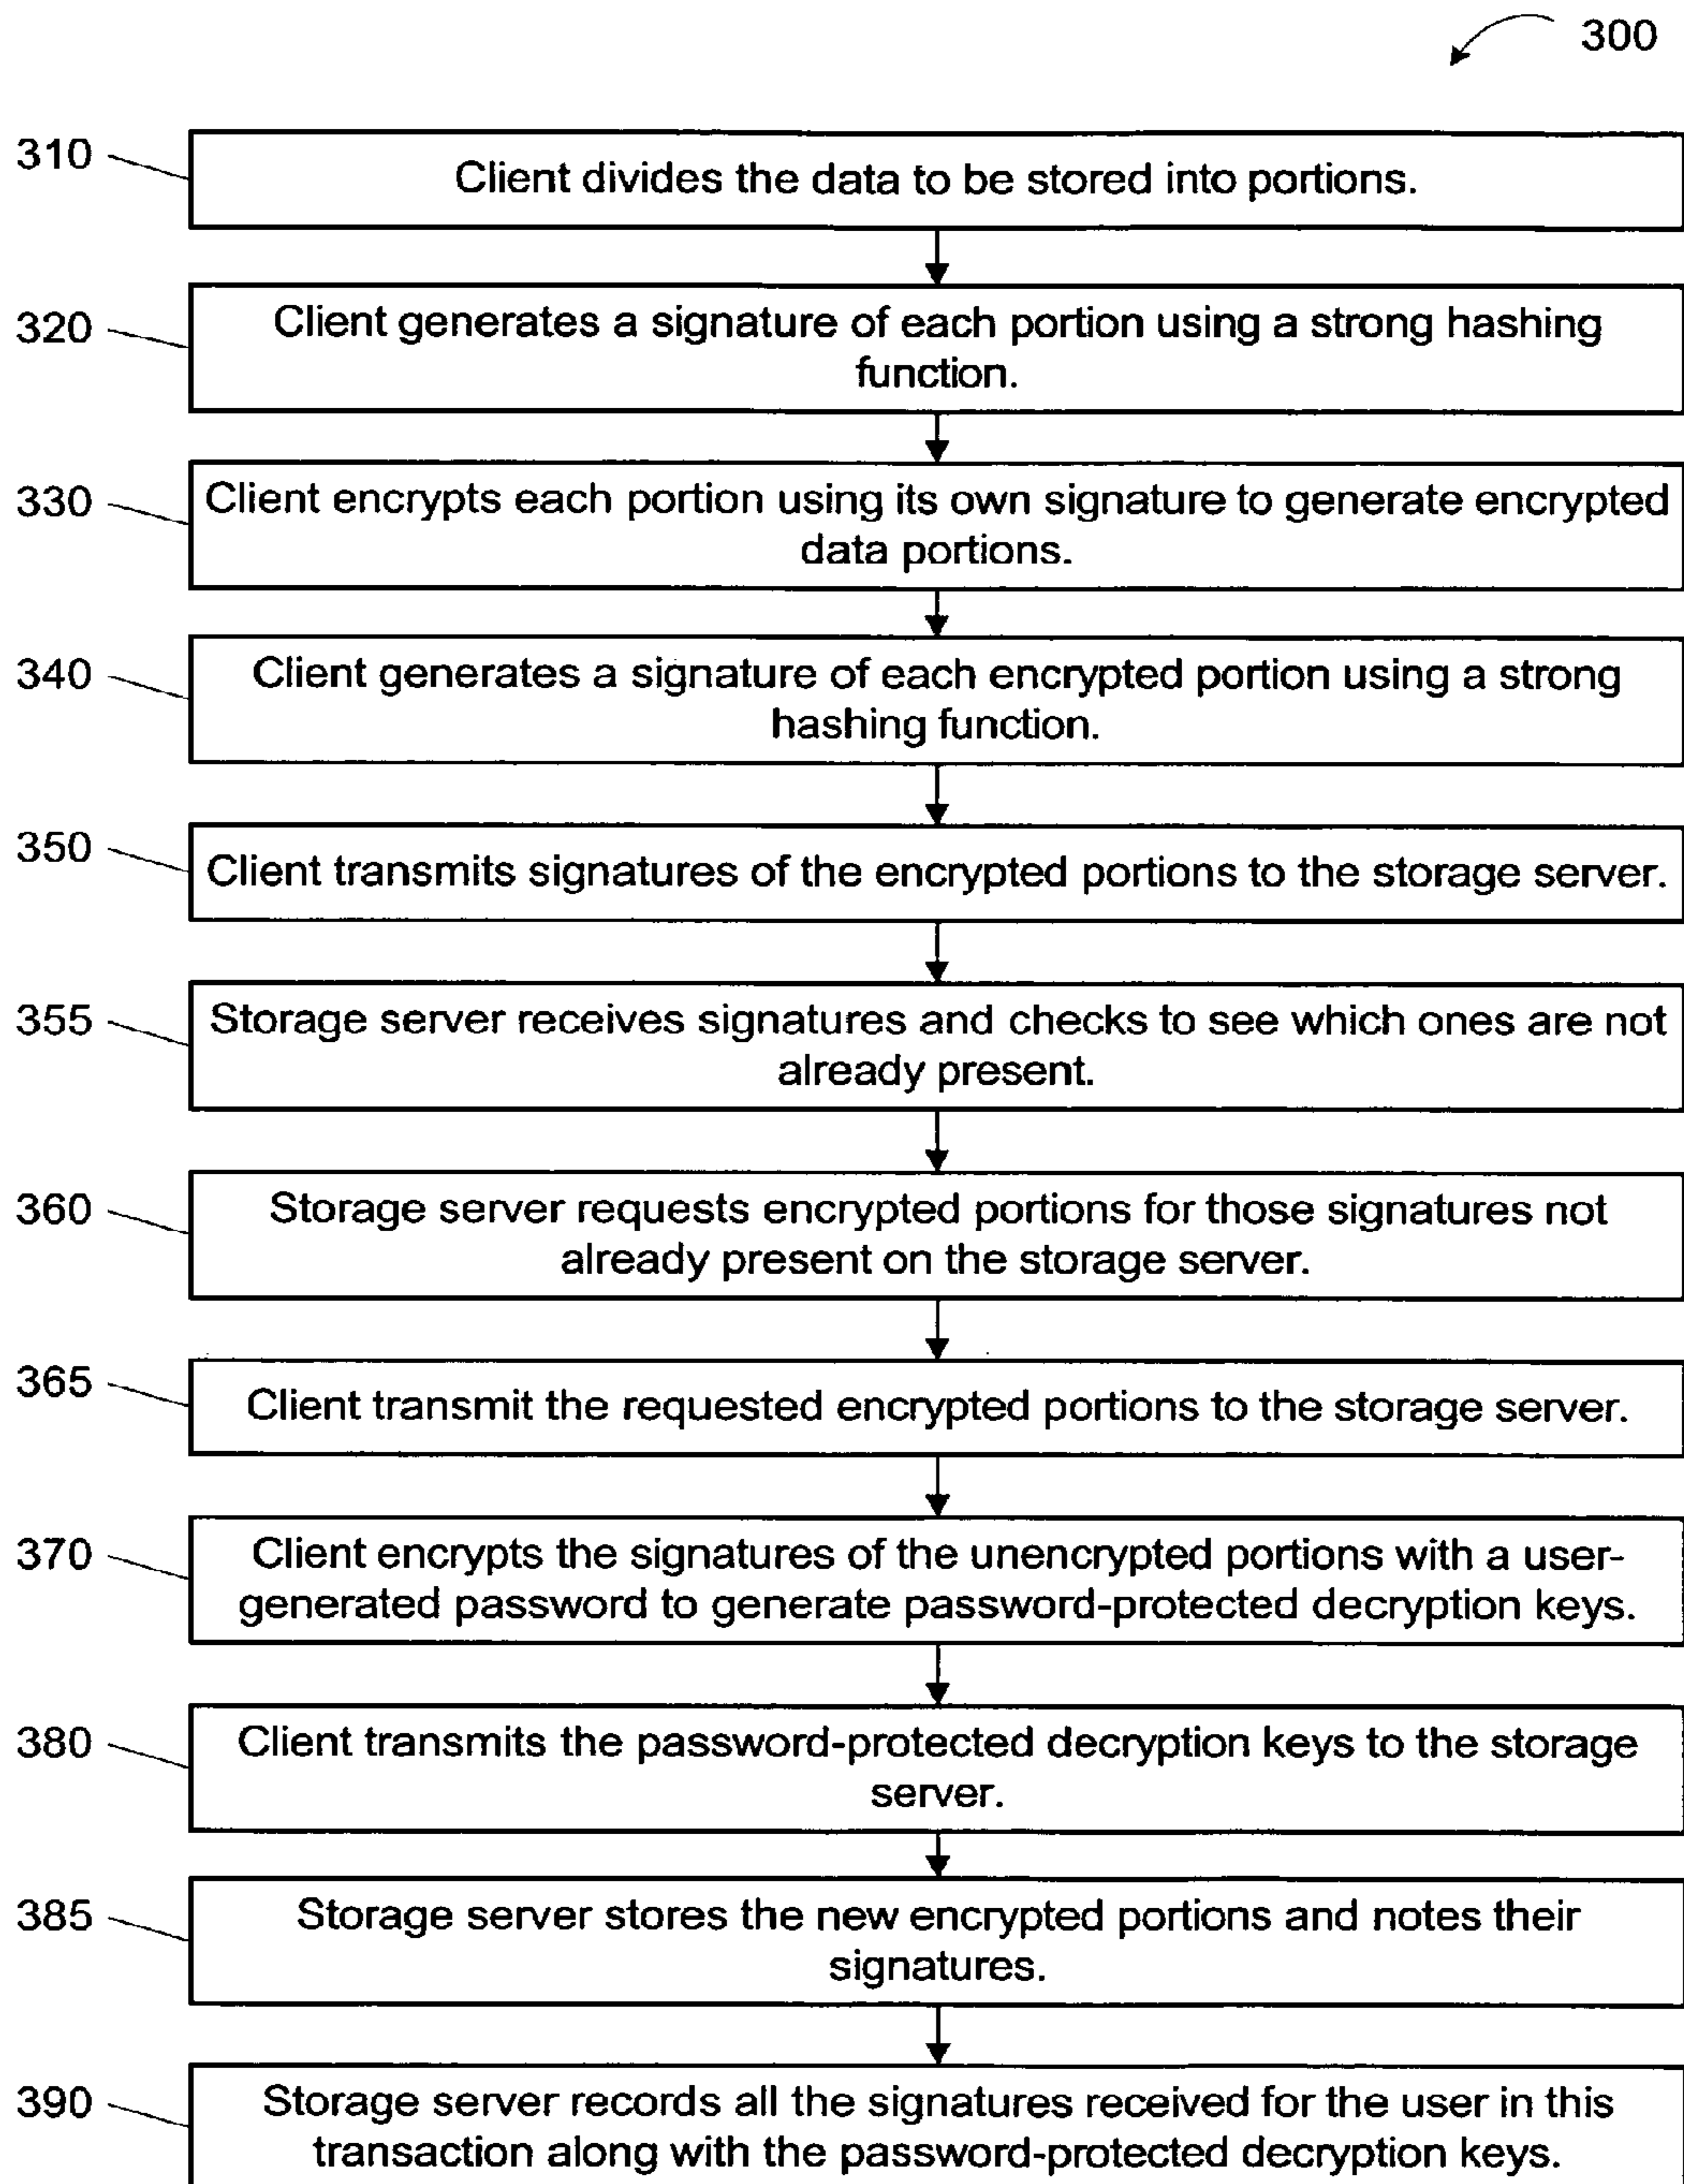 300
310
Client divides the data to be stored into portions.
320
Client generates a signature of each portion using a strong hashing
function.
330
Client encrypts each portion using its own signature to generate encrypted
data portions.
340
Client generates a signature of each encrypted portion using a strong
hashing function.
350
Client transmits signatures of the encrypted portions to the storage server.
355
Storage server receives signatures and checks to see which ones are not
already present.
360
Storage server requests encrypted portions for those signatures not
already present on the storage server.
365
Client transmit the requested encrypted portions to the storage server.
370
Client encrypts the signatures of the unencrypted portions with a user-
generated password to generate password-protected decryption keys.
380
Client transmits the password-protected decryption keys to the storage
server.
385
Storage server stores the new encrypted portions and notes their
signatures.
390
Storage server records all the signatures received for the user in this
transaction along with the password-protected decryption keys.